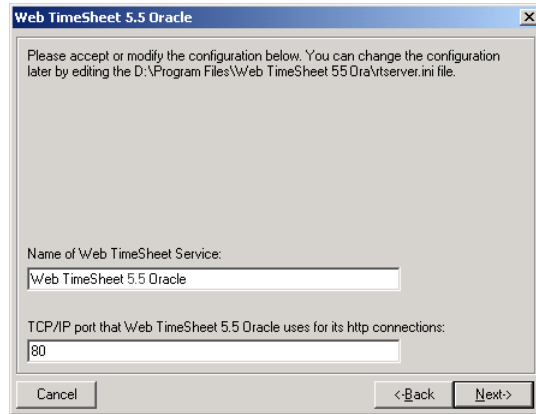 Web TimeSheet 5.5 Oracle
Please accept or modify the configuration below. You can change the configuration
later by editing the D:\Program Files\Web TimeSheet 55 Ora\rtserver.ini file.
Name of Web TimeSheet Service:
Web TimeSheet 5.5 Oracle
TCP/IP port that Web TimeSheet 5.5 Oracle uses for its http connections:
80
Cancel
<-Back
Next->